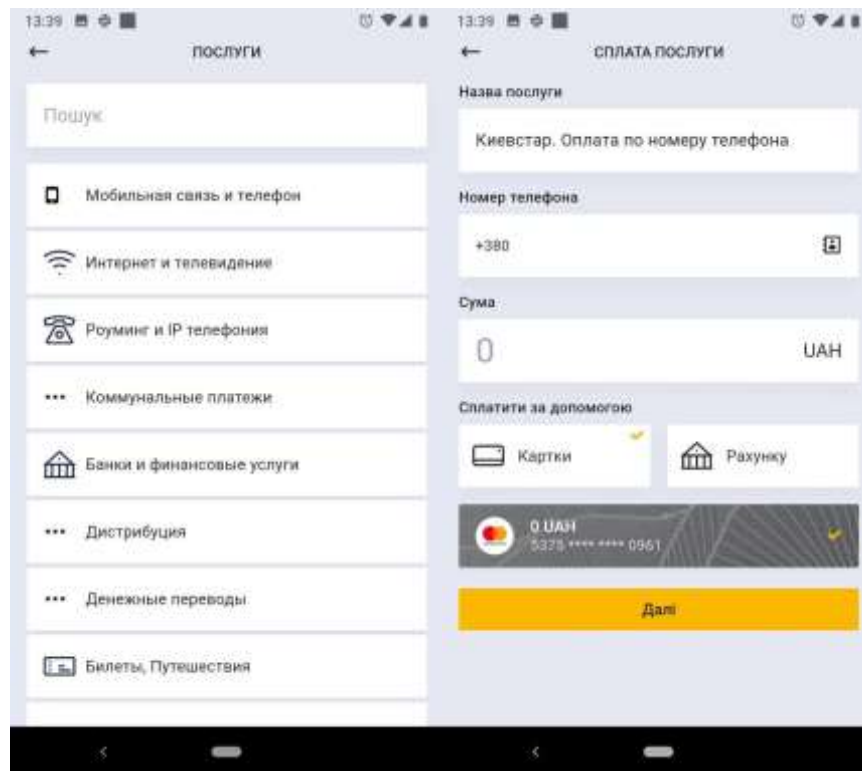 13:39
ПОСЛУГИ
Пошук
Мобильная связь и телефон
Интернет и телевидение
Роуминг и IP телефония
Коммунальные платежи
Банки и финансовые услуги
Дистрибуция
Денежные переводы
Билеты, Путешествия
13:39
СПЛАТА ПОСЛУГИ
Назва послуги
Киевстар. Оплата по номеру телефона
Номер телефона
+380
Сума
0 UAH
Сплатити за допомогою
Картки
Рахунку
0 UAH
5375 **** **** 0961
Далі